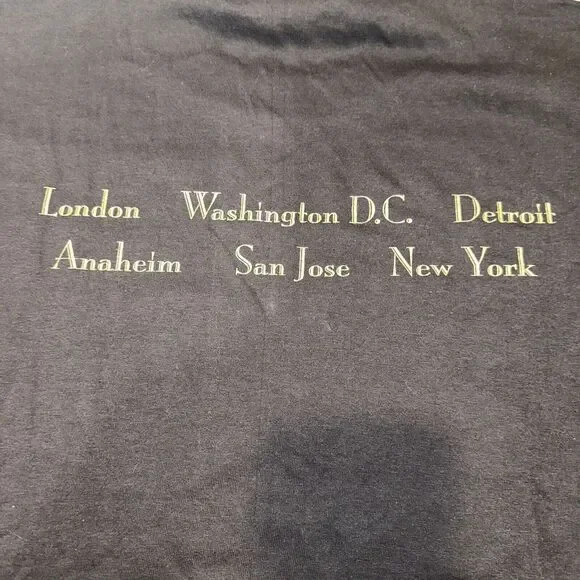 London Washington D.C. Detroit
Anaheim San Jose New York